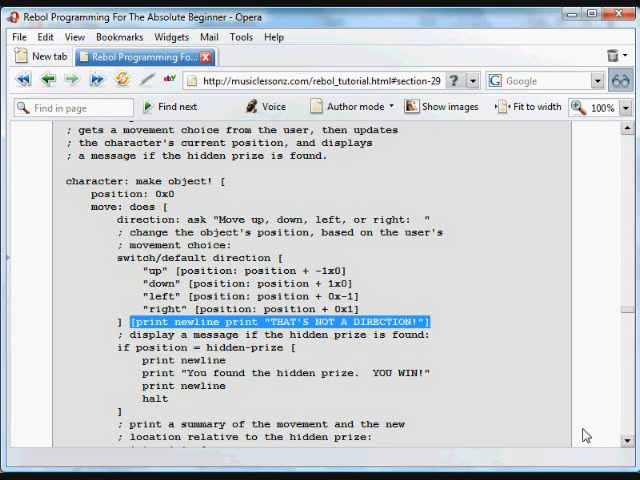 Rebol Programming For The Absolute Beginner - Opera
File Edit View Bookmarks Widgets Mail Tools Help
New tab Rebol Programming For ...
http://musiclessonz.com/rebol_tutorial.html#section-29 ? Google
Find in page Find next Voice Author mode Show images Fit to width 100%
; gets a movement choice from the user, then updates
; the character's current position, and displays
; a message if the hidden prize is found.
character: make object! [
position: 0x0
move: does [
direction: ask "Move up, down, left, or right:  "
; change the object's position, based on the user's
; movement choice:
switch/default direction [
"up" [position: position + -1x0]
"down" [position: position + 1x0]
"left" [position: position + 0x-1]
"right" [position: position + 0x1]
] [print newline print "THAT'S NOT A DIRECTION!"]
; display a message if the hidden prize is found:
if position = hidden-prize [
print newline
print "You found the hidden prize.  YOU WIN!"
print newline
halt
]
; print a summary of the movement and the new
; location relative to the hidden prize: